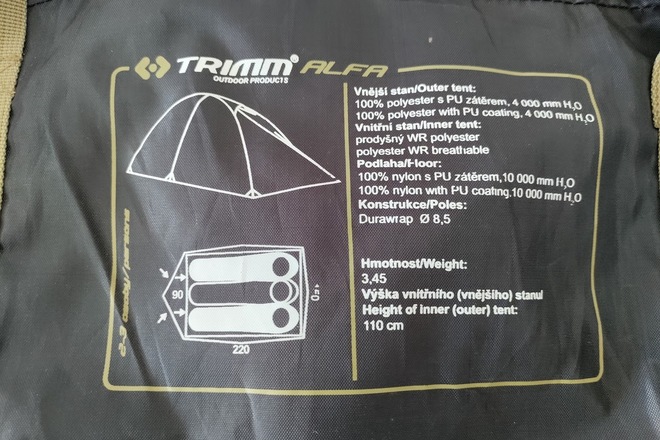 TRIMM® ALFA
OUTDOOR PRODUCTS
Vnější stan/Outer tent:
100% polyester s PU zátěrem, 4 000 mm H₂O
100% polyester with PU coating, 4 000 mm H₂O
Vnitřní stan/Inner tent:
prodyšný WR polyester
polyester WR breathable
Podlaha/Floor:
100% nylon s PU zátěrem,10 000 mm H₂O
100% nylon with PU coating.10 000 mm H₂O
Konstrukce/Poles:
Durawrap Ø 8,5
Hmotnost/Weight:
3,45
Výška vnitřního (vnějšího) stanu
Height of inner (outer) tent:
110 cm
90
220
2-3 osoby / persons